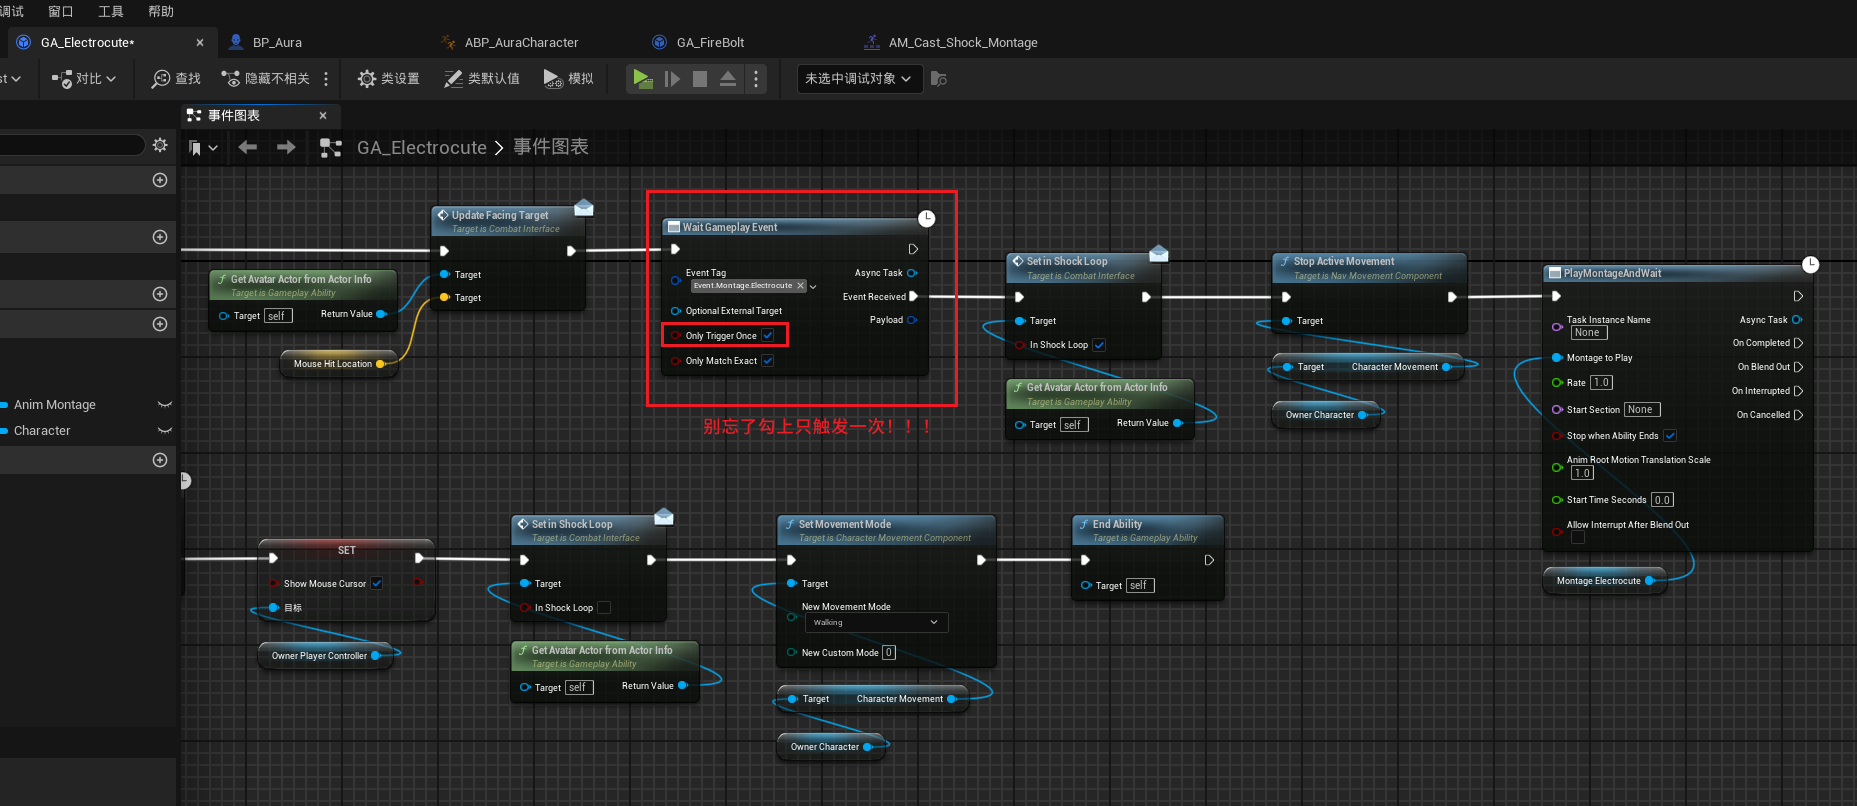 调试 窗口 工具 帮助
GA_Electrocute* BP_Aura ABP_AuraCharacter GA_FireBolt AM_Cast_Shock_Montage
对比 查找 隐藏不相关 类设置 类默认值 模拟 未选中调试对象
事件图表
GA_Electrocute 事件图表
Anim Montage
Character
Update Facing Target
Target is Combat Interface
Target
Target
Get Avatar Actor from Actor Info
Target is Gameplay Ability
Target self Return Value
Mouse Hit Location
Wait Gameplay Event
Event Tag Async Task
Event.Montage.Electrocute
Event Received
Optional External Target
Payload
Only Trigger Once
Only Match Exact
别忘了勾上只触发一次！！！
Set in Shock Loop
Target is Combat Interface
Target
In Shock Loop
Get Avatar Actor from Actor Info
Target is Gameplay Ability
Target self Return Value
Stop Active Movement
Target is Nav Movement Component
Target
Target Character Movement
Owner Character
PlayMontageAndWait
Task Instance Name Async Task
None
On Completed
Montage to Play On Blend Out
Rate 1.0 On Interrupted
Start Section None On Cancelled
Stop when Ability Ends
Anim Root Motion Translation Scale
1.0
Start Time Seconds 0.0
Allow Interrupt After Blend Out
Montage Electrocute
SET
Show Mouse Cursor
目标
Owner Player Controller
Set in Shock Loop
Target is Combat Interface
Target
In Shock Loop
Get Avatar Actor from Actor Info
Target is Gameplay Ability
Target self Return Value
Set Movement Mode
Target is Character Movement Component
Target
New Movement Mode
Walking
New Custom Mode 0
Target Character Movement
Owner Character
End Ability
Target is Gameplay Ability
Target self